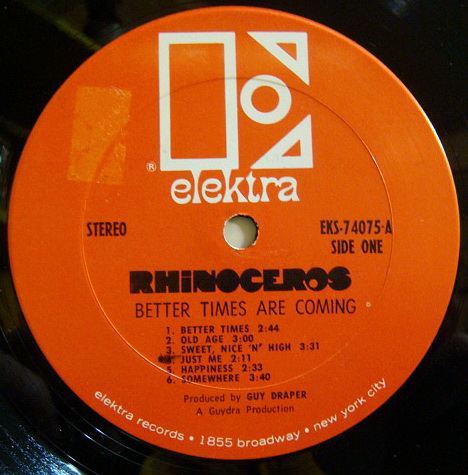 ®
elektra
STEREO
EKS-74075-A
SIDE ONE
RHiNOCEROS
BETTER TIMES ARE COMING
1. BETTER TIMES 2:44
2. OLD AGE 3:00
3. SWEET, NICE 'N' HIGH 3:31
4. JUST ME 2:11
5. HAPPINESS 2:33
6. SOMEWHERE 3:40
Produced by GUY DRAPER
A Guydra Production
elektra records • 1855 broadway • new york city